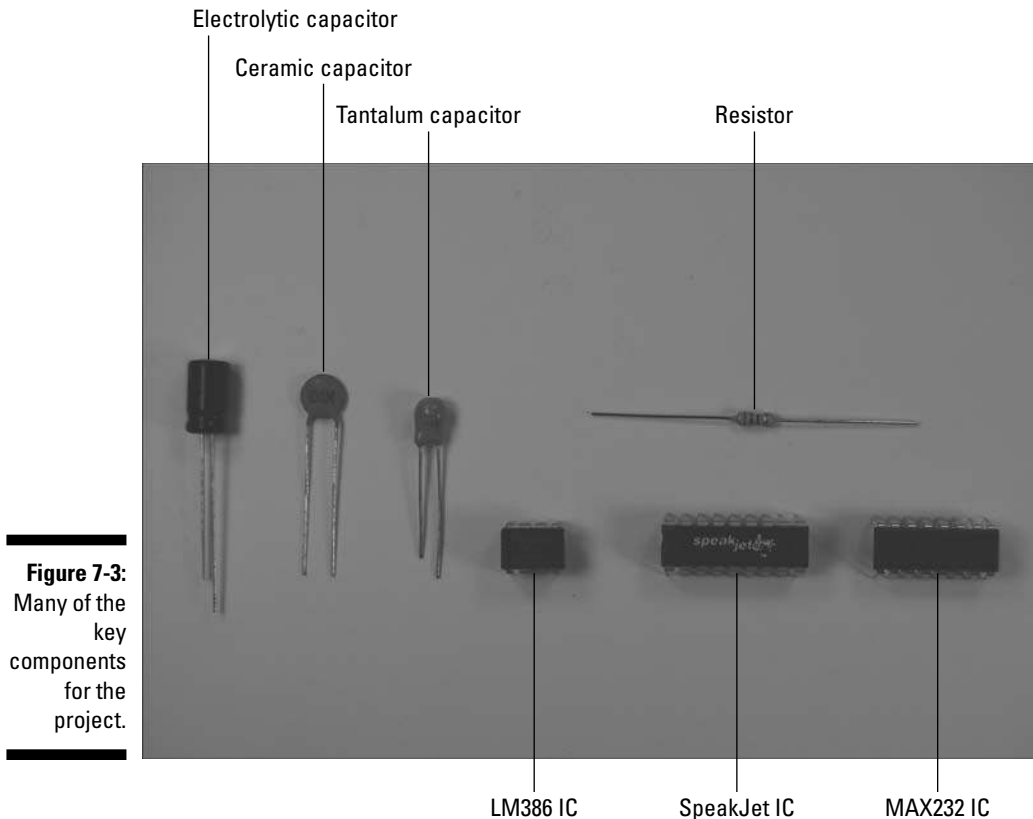 Electrolytic capacitor
Ceramic capacitor
Tantalum capacitor
Resistor
speakjet
Figure 7-3:
Many of the
key
components
for the
project.
LM386 IC
SpeakJet IC
MAX232 IC